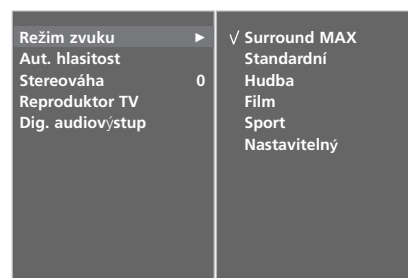 Režim zvuku ►
Aut. hlasitost
Stereováha 0
Reproduktor TV
Dig. audiovýstup
√ Surround MAX
Standardní
Hudba
Film
Sport
Nastavitelný